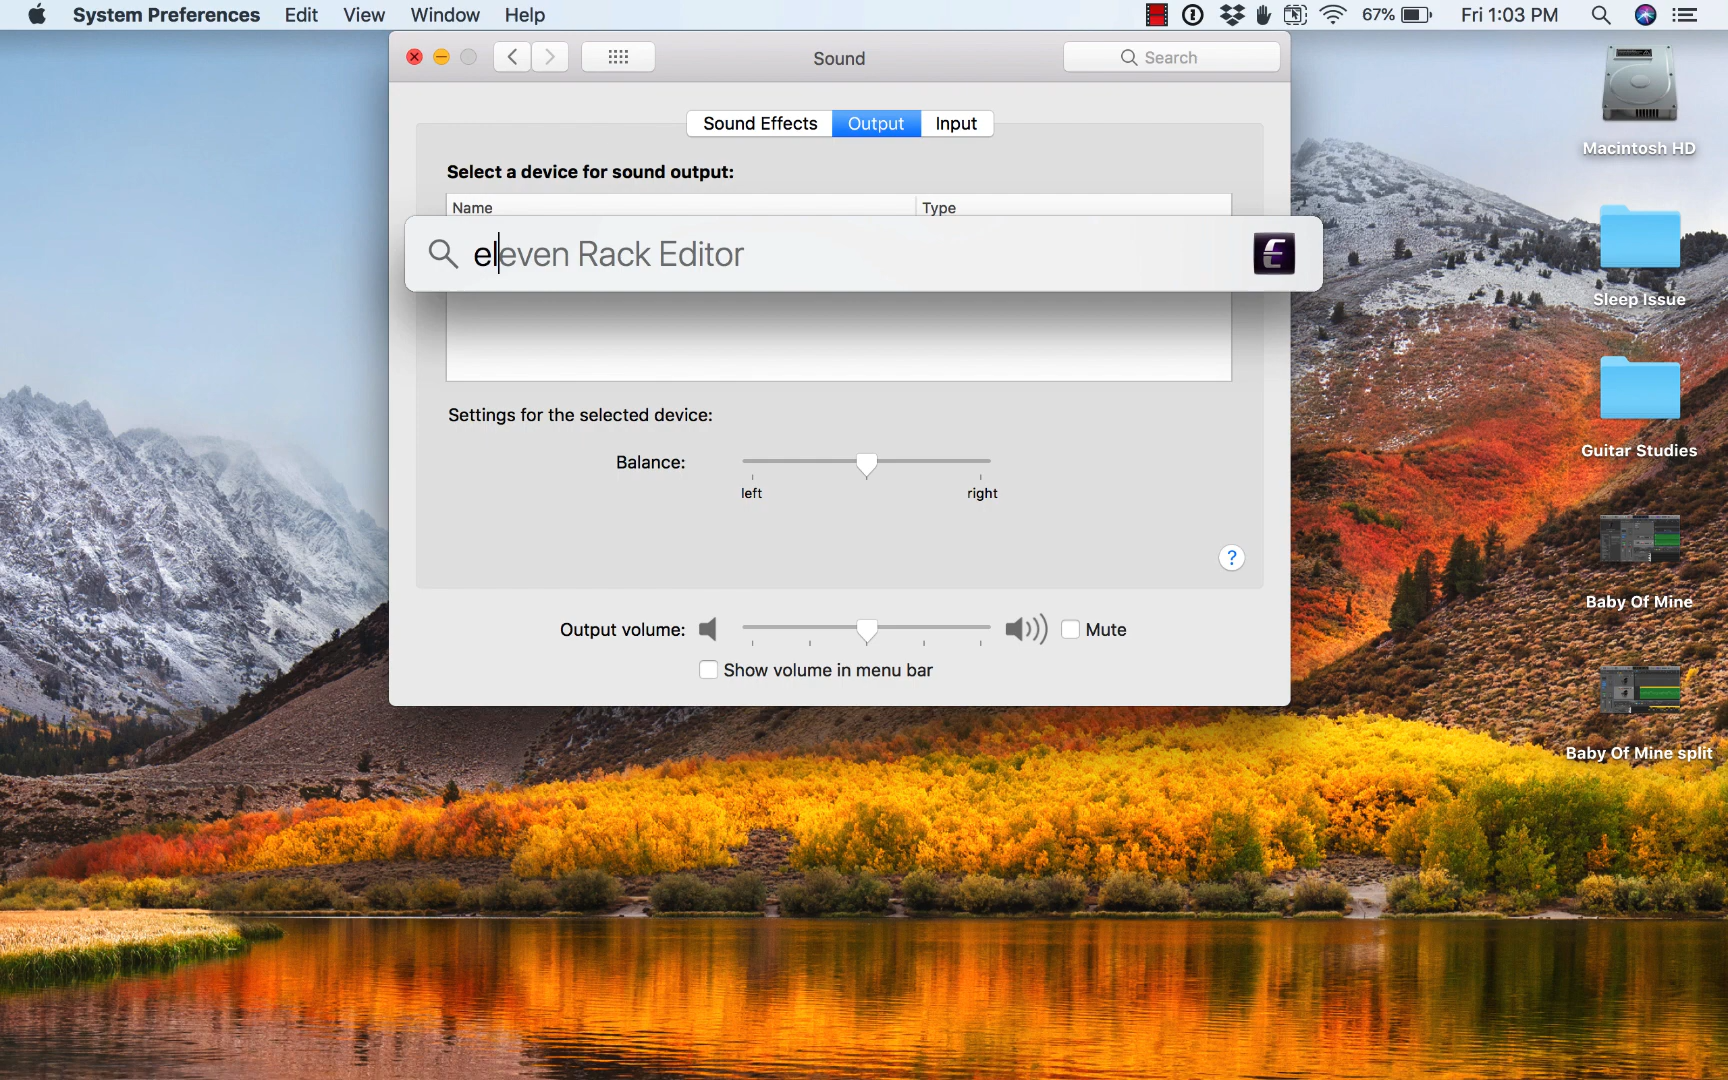 System Preferences Edit View Window Help 67% Fri 1:03 PM
Sound Search
Sound Effects Output Input
Select a device for sound output:
Name Type
eleven Rack Editor
Settings for the selected device:
Balance:
left right
?
Output volume: Mute
Show volume in menu bar
Macintosh HD
Sleep Issue
Guitar Studies
Baby Of Mine
Baby Of Mine split